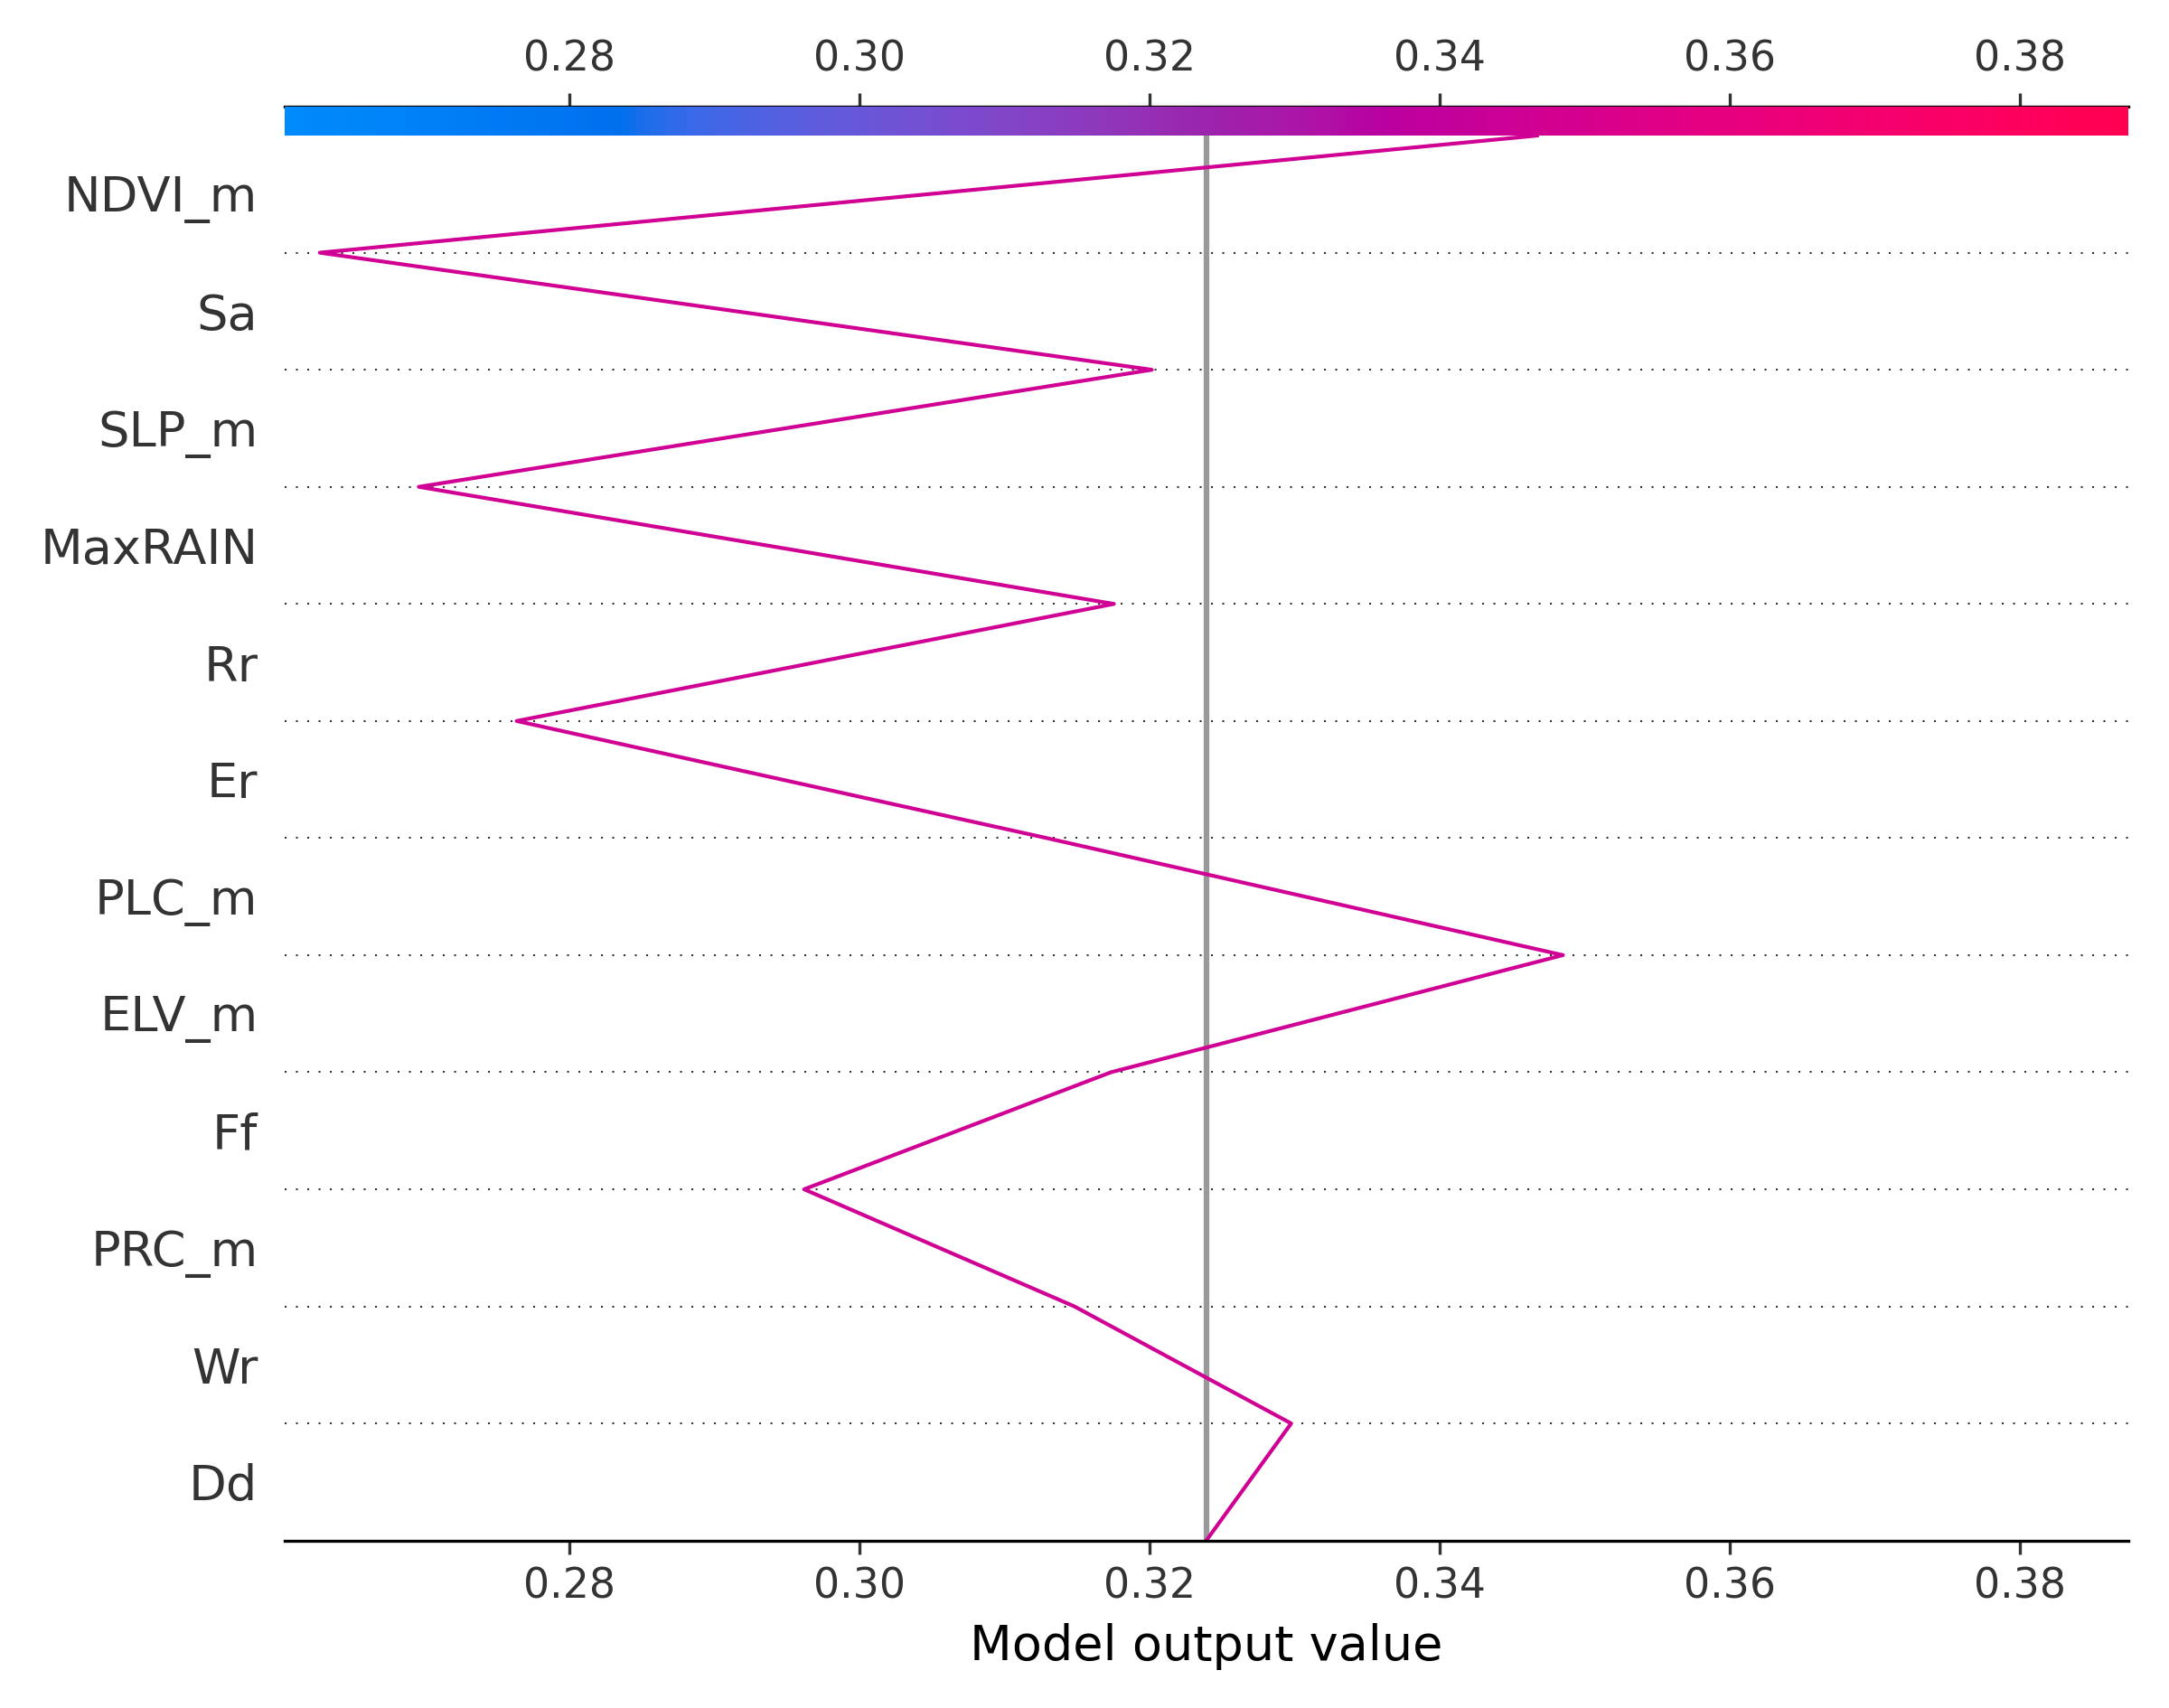 0.28 0.30 0.32 0.34 0.36 0.38
NDVI_m
Sa
SLP_m
MaxRAIN
Rr
Er
PLC_m
ELV_m
Ff
PRC_m
Wr
Dd
0.28 0.30 0.32 0.34 0.36 0.38
Model output value